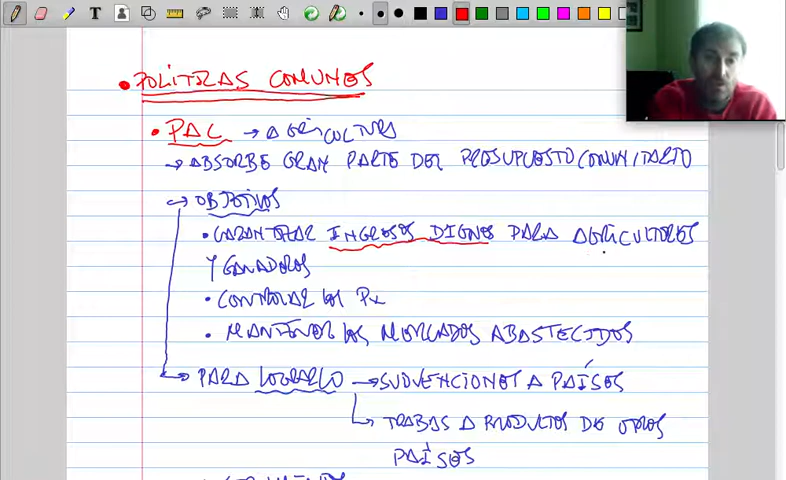 • POLÍTICAS COMUNES
• PAC → AGRICULTURA
→ ABSORBE GRAN PARTE DEL PRESUPUESTO COMUNITARIO
→ OBJETIVOS
• GARANTIZAR INGRESOS DIGNOS PARA AGRICULTORES
Y GANADEROS
• CONTROLAR LOS Px
• MANTENER LOS MERCADOS ABASTECIDOS
→ PARA LOGRARLO → SUBVENCIONES A PAÍSES
→ TRABAS A PRODUCTOS DE OTROS
PAÍSES